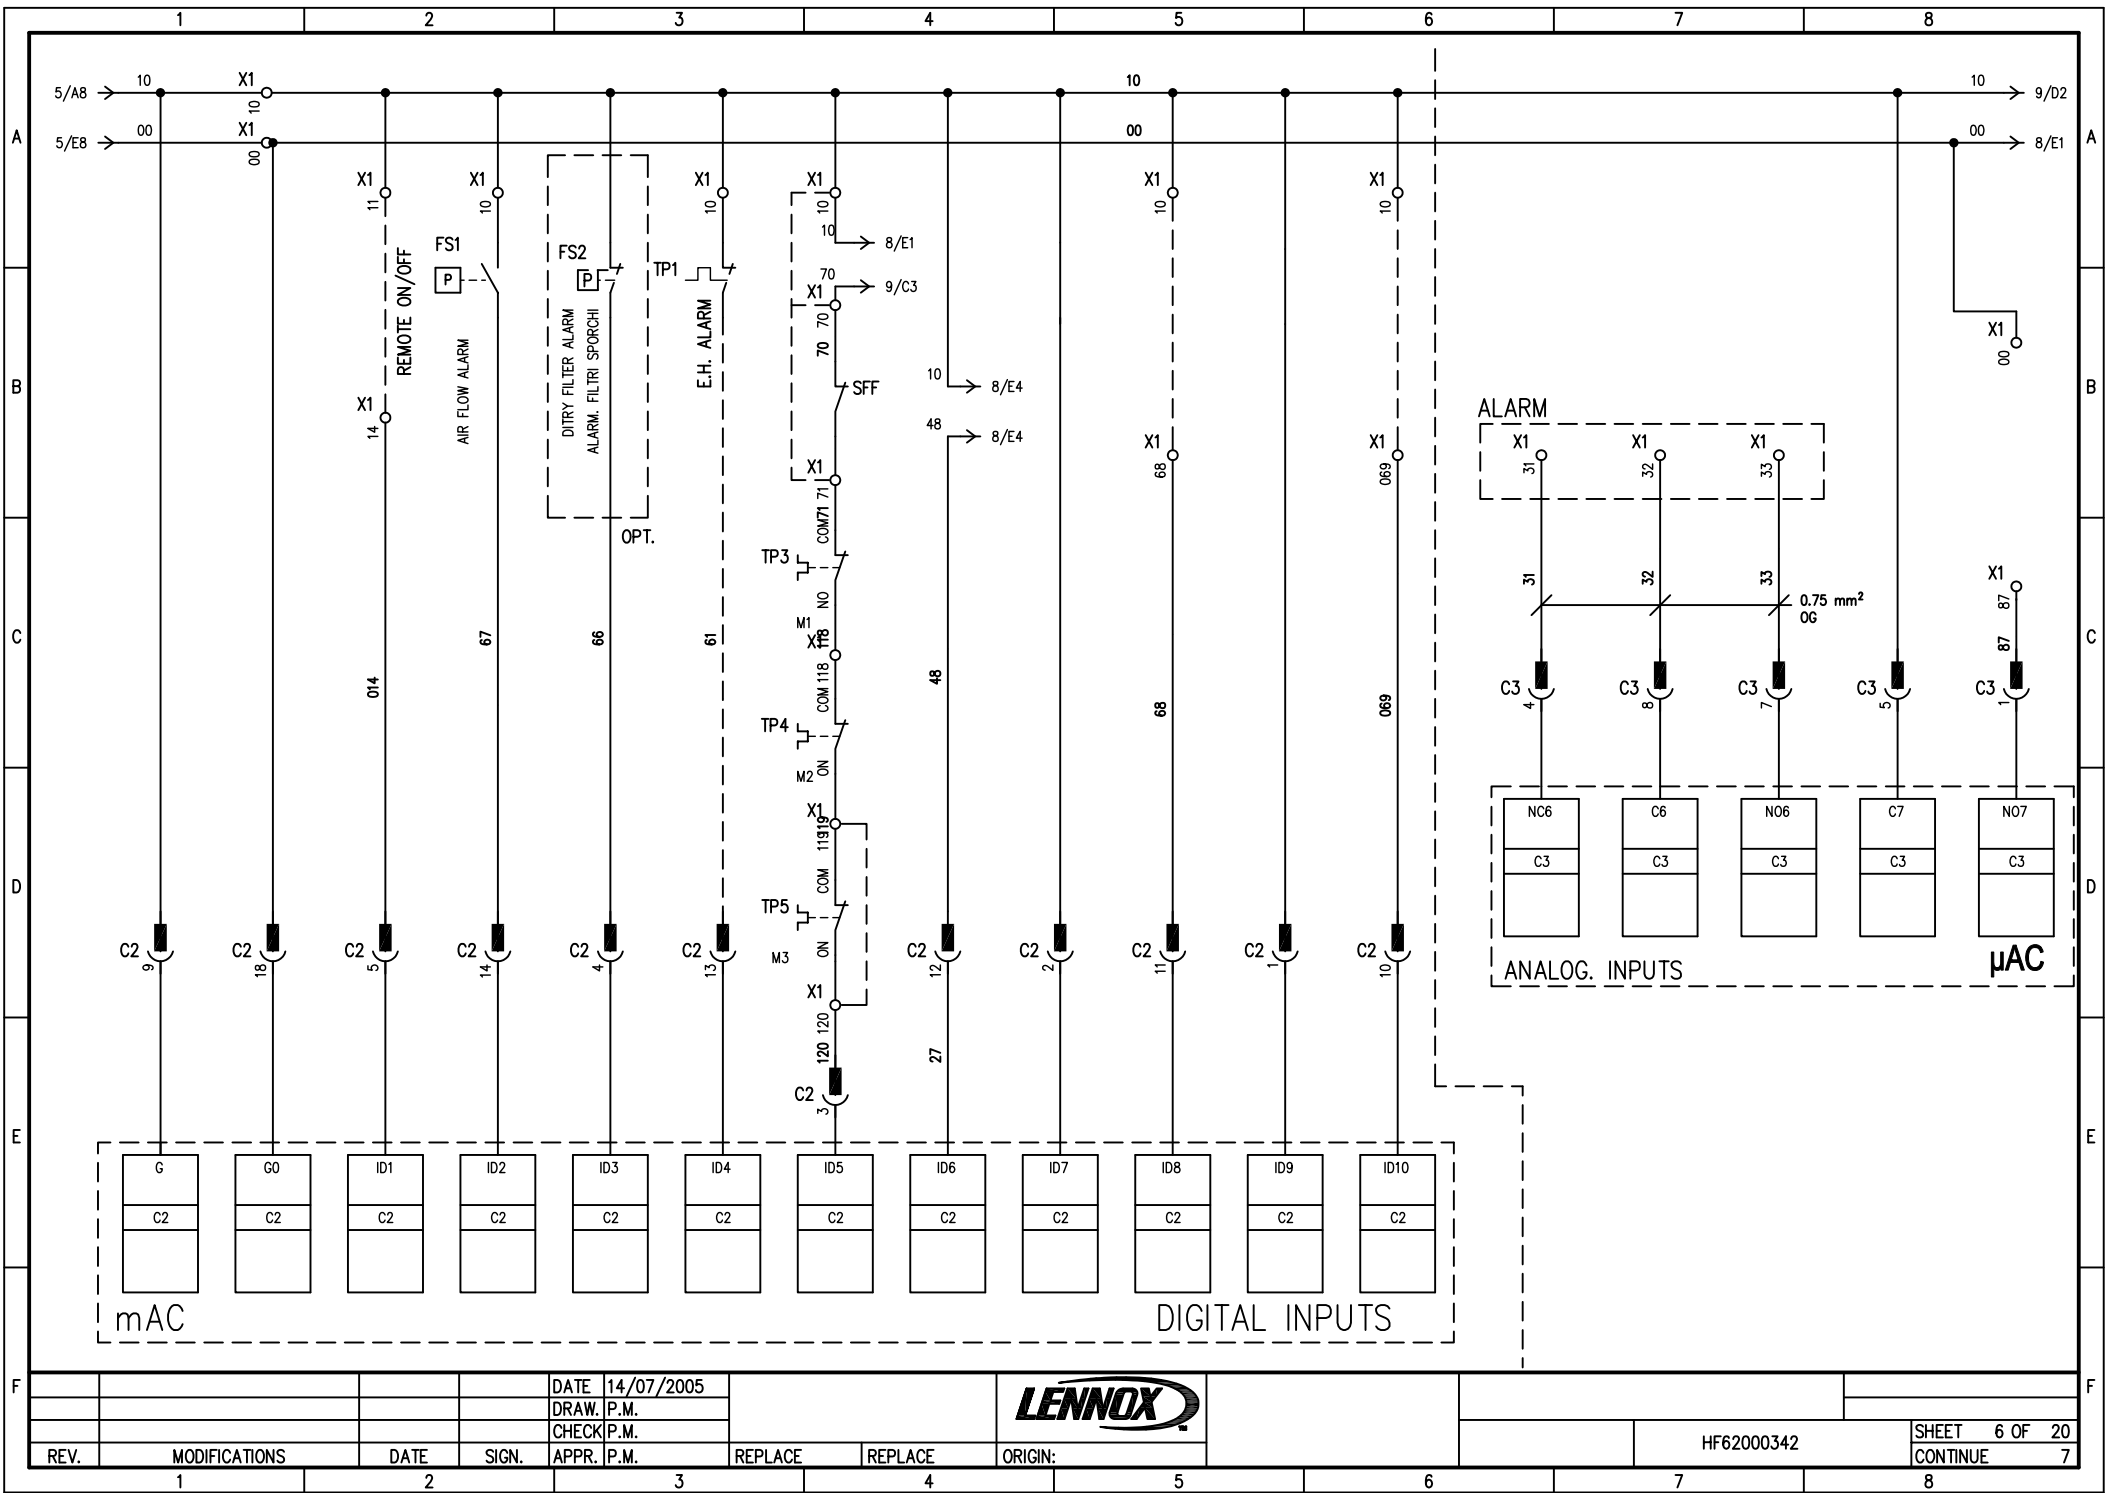 1 2 3 4 5 6 7 8
5/A8 10 X1 10 10 10 9/D2
A 5/E8 00 X1 00 00 00 8/E1 A
X1 11 X1 10 X1 10 X1 10 X1 10 X1 10
REMOTE ON/OFF
X1 14
FS1
P
AIR FLOW ALARM
FS2
P
DITRY FILTER ALARM
ALARM. FILTRI SPORCHI
OPT.
TP1
E.H. ALARM
10 8/E1
70 9/C3
X1 70
70
SFF
X1 71
COM71
TP3
NO
M1
118
X1
COM 118
TP4
NO
M2
X1
119
119
COM
TP5
NO
M3
X1
120
120
C2 3
10 8/E4
48 8/E4
X1 68 X1 069
X1 00
B B
ALARM
X1 31 X1 32 X1 33
31 32 33
0.75 mm²
OG
X1 87
87
C C
014 67 66 61 48 68 069
C3 4 C3 8 C3 7 C3 5 C3 1
NC6 C6 NO6 C7 NO7
C3 C3 C3 C3 C3
D D
ANALOG. INPUTS µAC
C2 9 C2 18 C2 5 C2 14 C2 4 C2 13 C2 12 C2 2 C2 11 C2 1 C2 10
27
E E
G G0 ID1 ID2 ID3 ID4 ID5 ID6 ID7 ID8 ID9 ID10
C2 C2 C2 C2 C2 C2 C2 C2 C2 C2 C2 C2
mAC DIGITAL INPUTS
F F
DATE 14/07/2005
DRAW. P.M.
CHECK P.M.
REV. MODIFICATIONS DATE SIGN. APPR. P.M. REPLACE REPLACE ORIGIN:
LENNOX
TM
HF62000342
SHEET 6 OF 20
CONTINUE 7
1 2 3 4 5 6 7 8